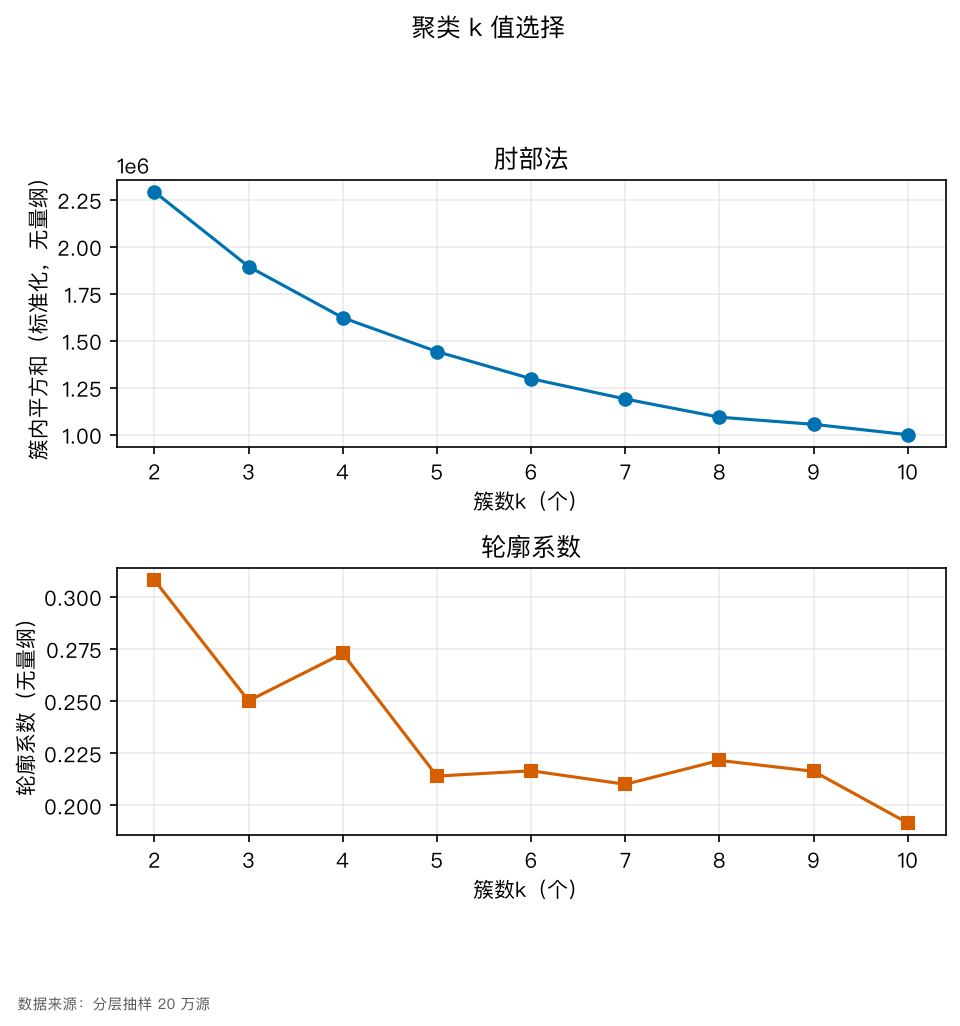 聚类 k 值选择
肘部法
1e6
簇内平方和（标准化，无量纲）
2.25
2.00
1.75
1.50
1.25
1.00
2 3 4 5 6 7 8 9 10
簇数k（个）
轮廓系数
轮廓系数（无量纲）
0.300
0.275
0.250
0.225
0.200
2 3 4 5 6 7 8 9 10
簇数k（个）
数据来源：分层抽样 20 万源